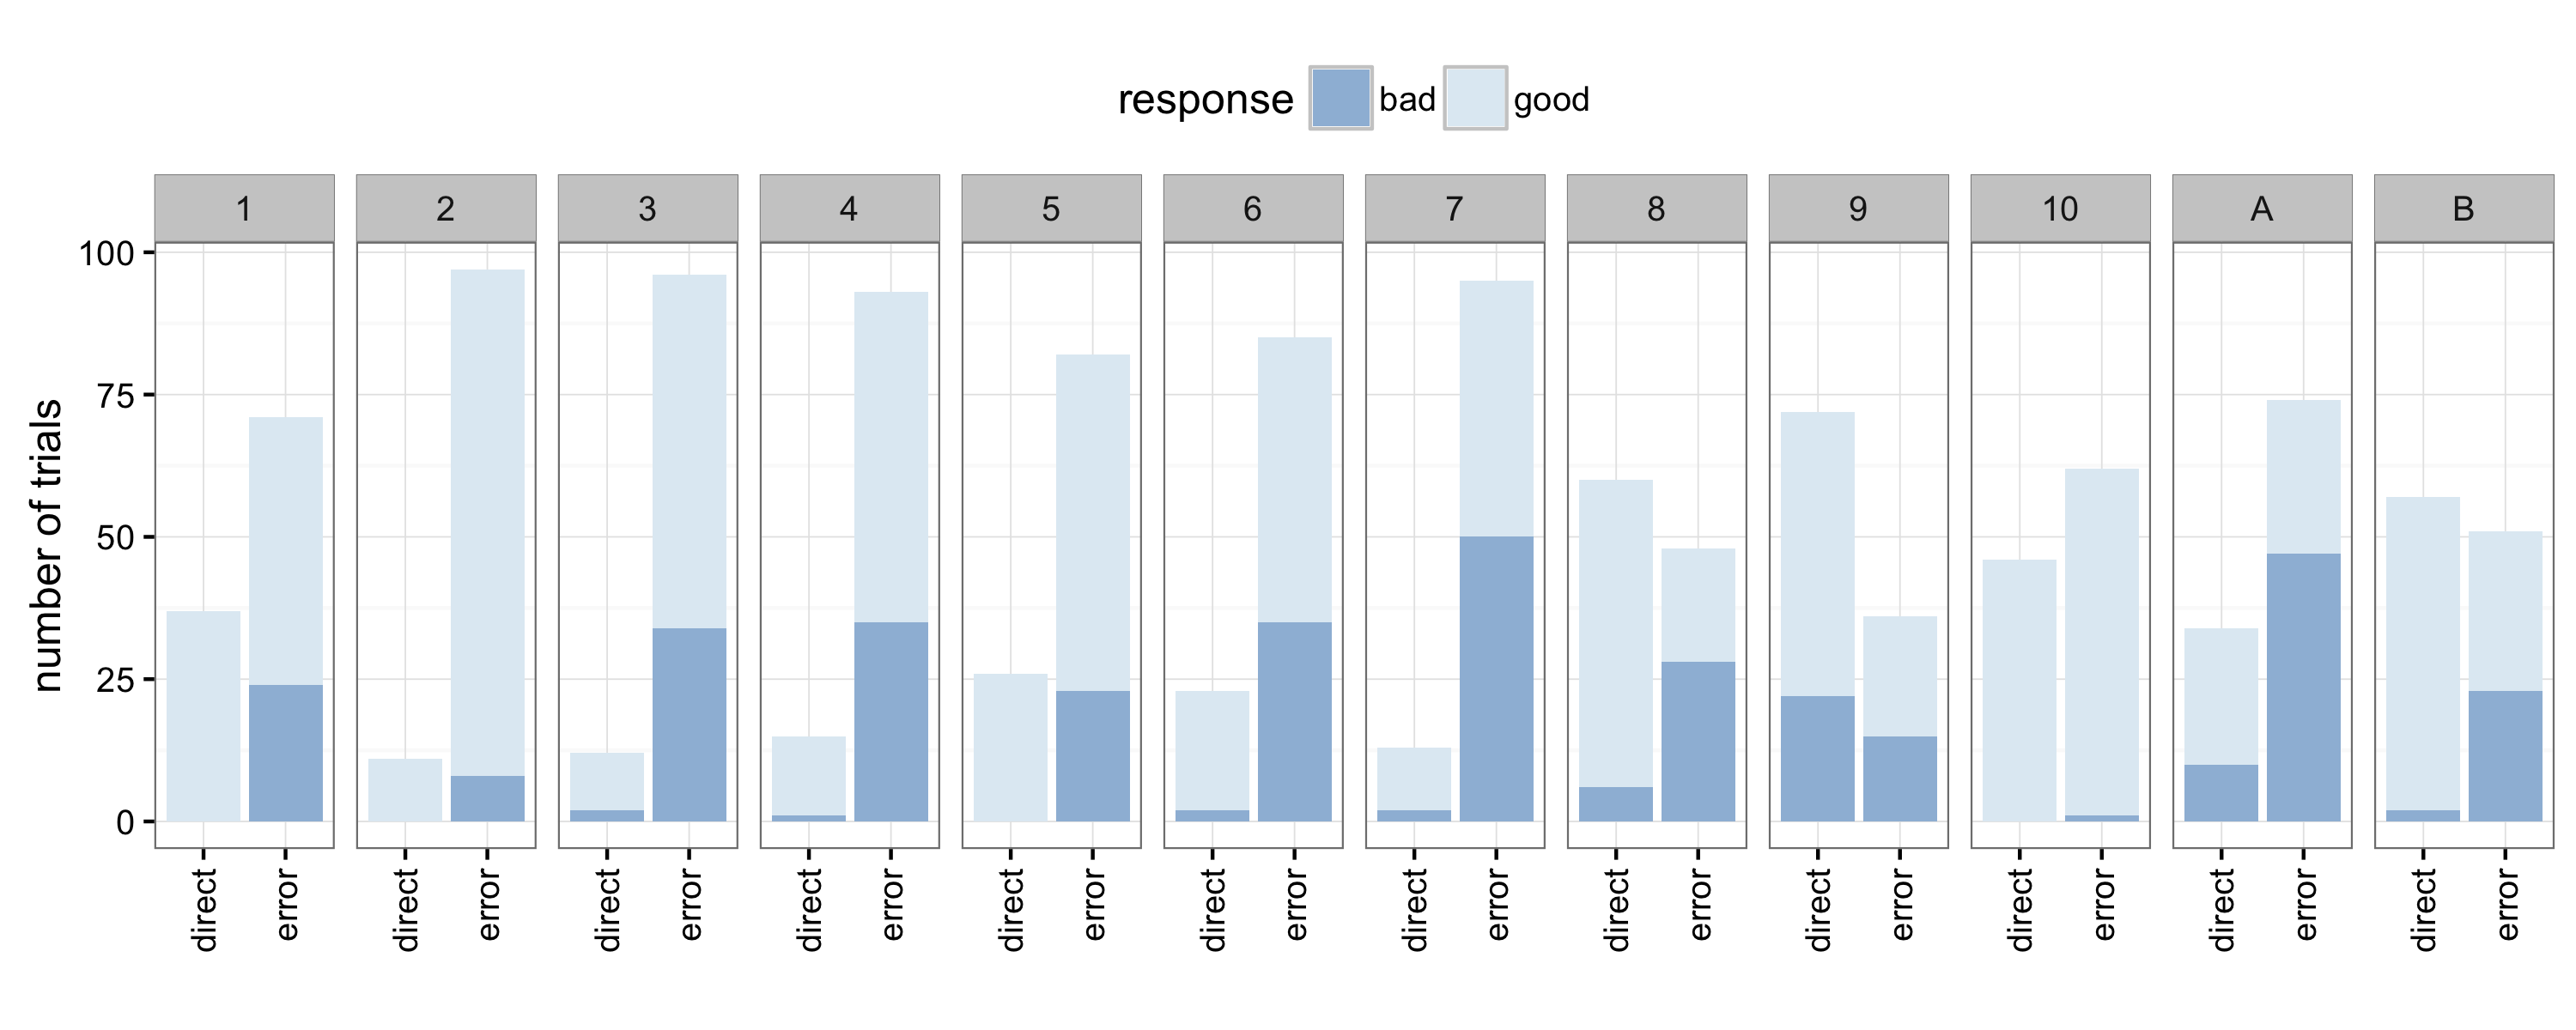 response bad good
1 2 3 4 5 6 7 8 9 10 A B
100
75
50
25
0
number of trials
direct error direct error direct error direct error direct error direct error direct error direct error direct error direct error direct error direct error